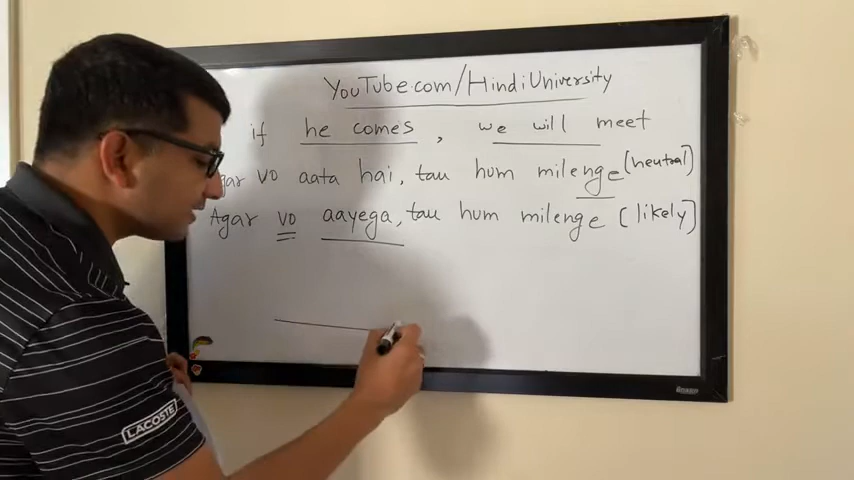 YouTube.com/HindiUniversity
if he comes, we will meet
vo aata hai, tau hum milenge (neutral)
Agar vo aayega, tau hum milenge (likely)
LACOSTE